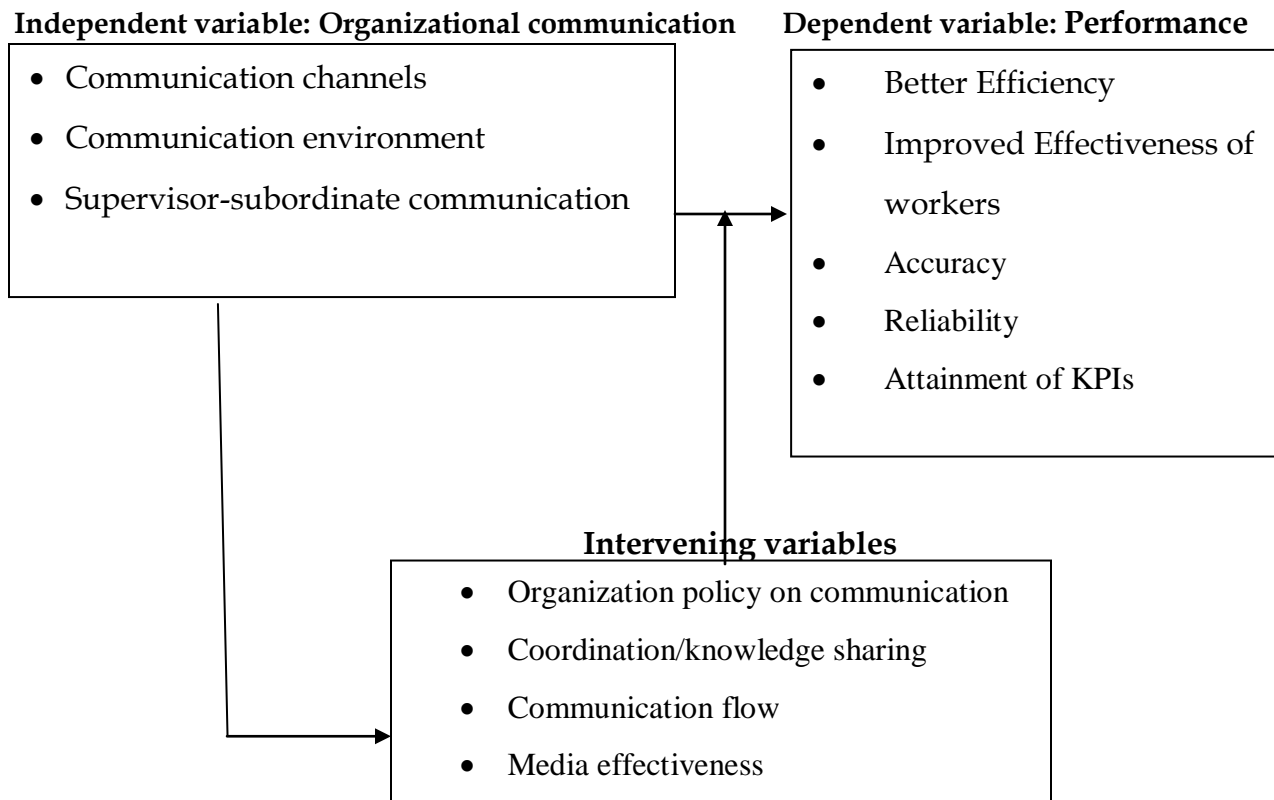 Independent variable: Organizational communication
• Communication channels
• Communication environment
• Supervisor-subordinate communication
Dependent variable: Performance
• Better Efficiency
• Improved Effectiveness of
workers
• Accuracy
• Reliability
• Attainment of KPIs
Intervening variables
• Organization policy on communication
• Coordination/knowledge sharing
• Communication flow
• Media effectiveness